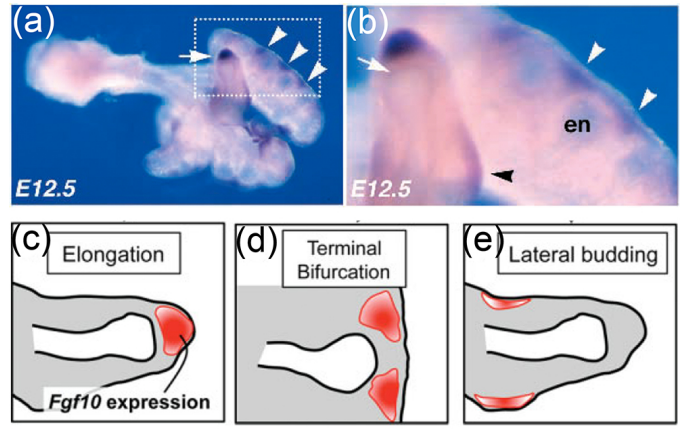 (a)
E12.5
(b)
en
E12.5
(c)
Elongation
Fgf10 expression
(d)
Terminal
Bifurcation
(e)
Lateral budding